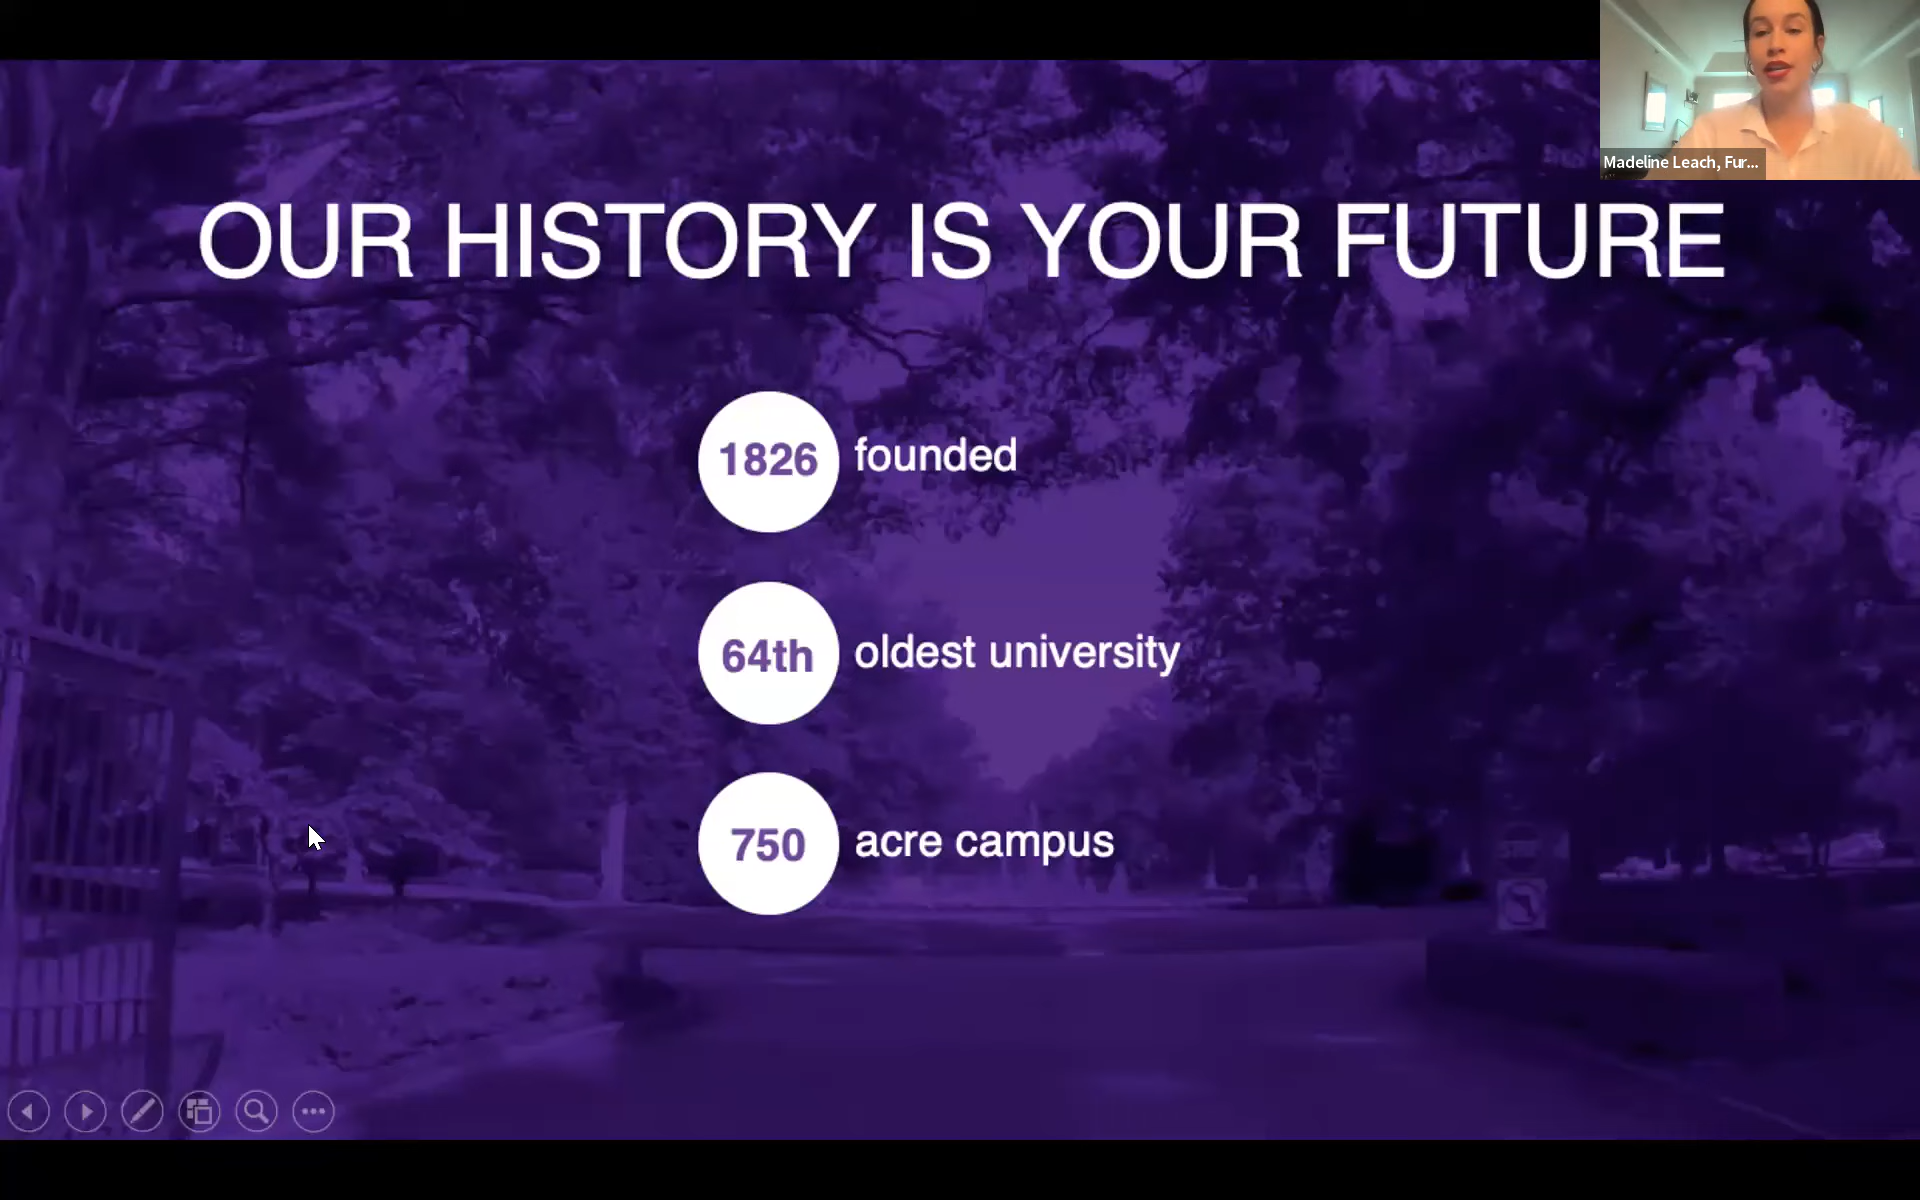 Madeline Leach, Fur...
OUR HISTORY IS YOUR FUTURE
1826 founded
64th oldest university
750 acre campus